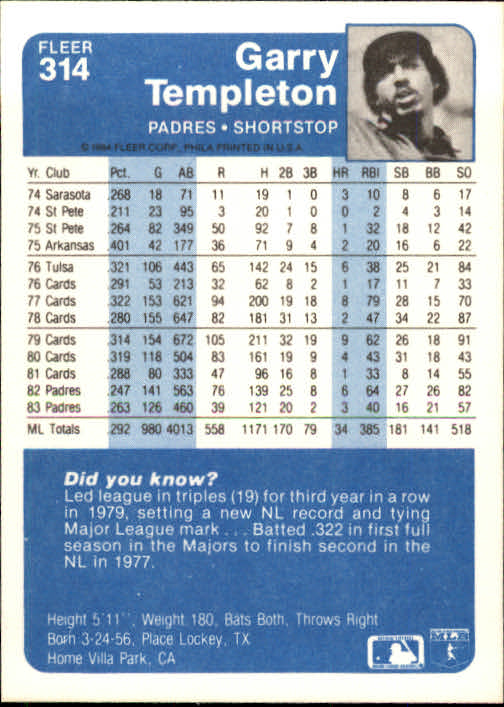 FLEER
314
Garry
Templeton
PADRES • SHORTSTOP
© 1984 FLEER CORP., PHILA PRINTED IN U.S.A.
Yr. Club Pct. G AB R H 2B 3B HR RBI SB BB SO
74 Sarasota .268 18 71 11 19 1 0 3 10 8 6 17
74 St Pete .211 23 95 3 20 1 0 0 2 4 3 14
75 St Pete .264 82 349 50 92 7 8 1 32 18 12 42
75 Arkansas .401 42 177 36 71 9 4 2 20 16 6 22
76 Tulsa .321 106 443 65 142 24 15 6 38 25 21 84
76 Cards .291 53 213 32 62 8 2 1 17 11 7 33
77 Cards .322 153 621 94 200 19 18 8 79 28 15 70
78 Cards .280 155 647 82 181 31 13 2 47 34 22 87
79 Cards .314 154 672 105 211 32 19 9 62 26 18 91
80 Cards .319 118 504 83 161 19 9 4 43 31 18 43
81 Cards .288 80 333 47 96 16 8 1 33 8 14 55
82 Padres .247 141 563 76 139 25 8 6 64 27 26 82
83 Padres .263 126 460 39 121 20 2 3 40 16 21 57
ML Totals .292 980 4013 558 1171 170 79 34 385 181 141 518
Did you know?
Led league in triples (19) for third year in a row
in 1979, setting a new NL record and tying
Major League mark . . . Batted .322 in first full
season in the Majors to finish second in the
NL in 1977.
Height 5'11", Weight 180, Bats Both, Throws Right
Born 3-24-56, Place Lockey, TX
Home Villa Park, CA